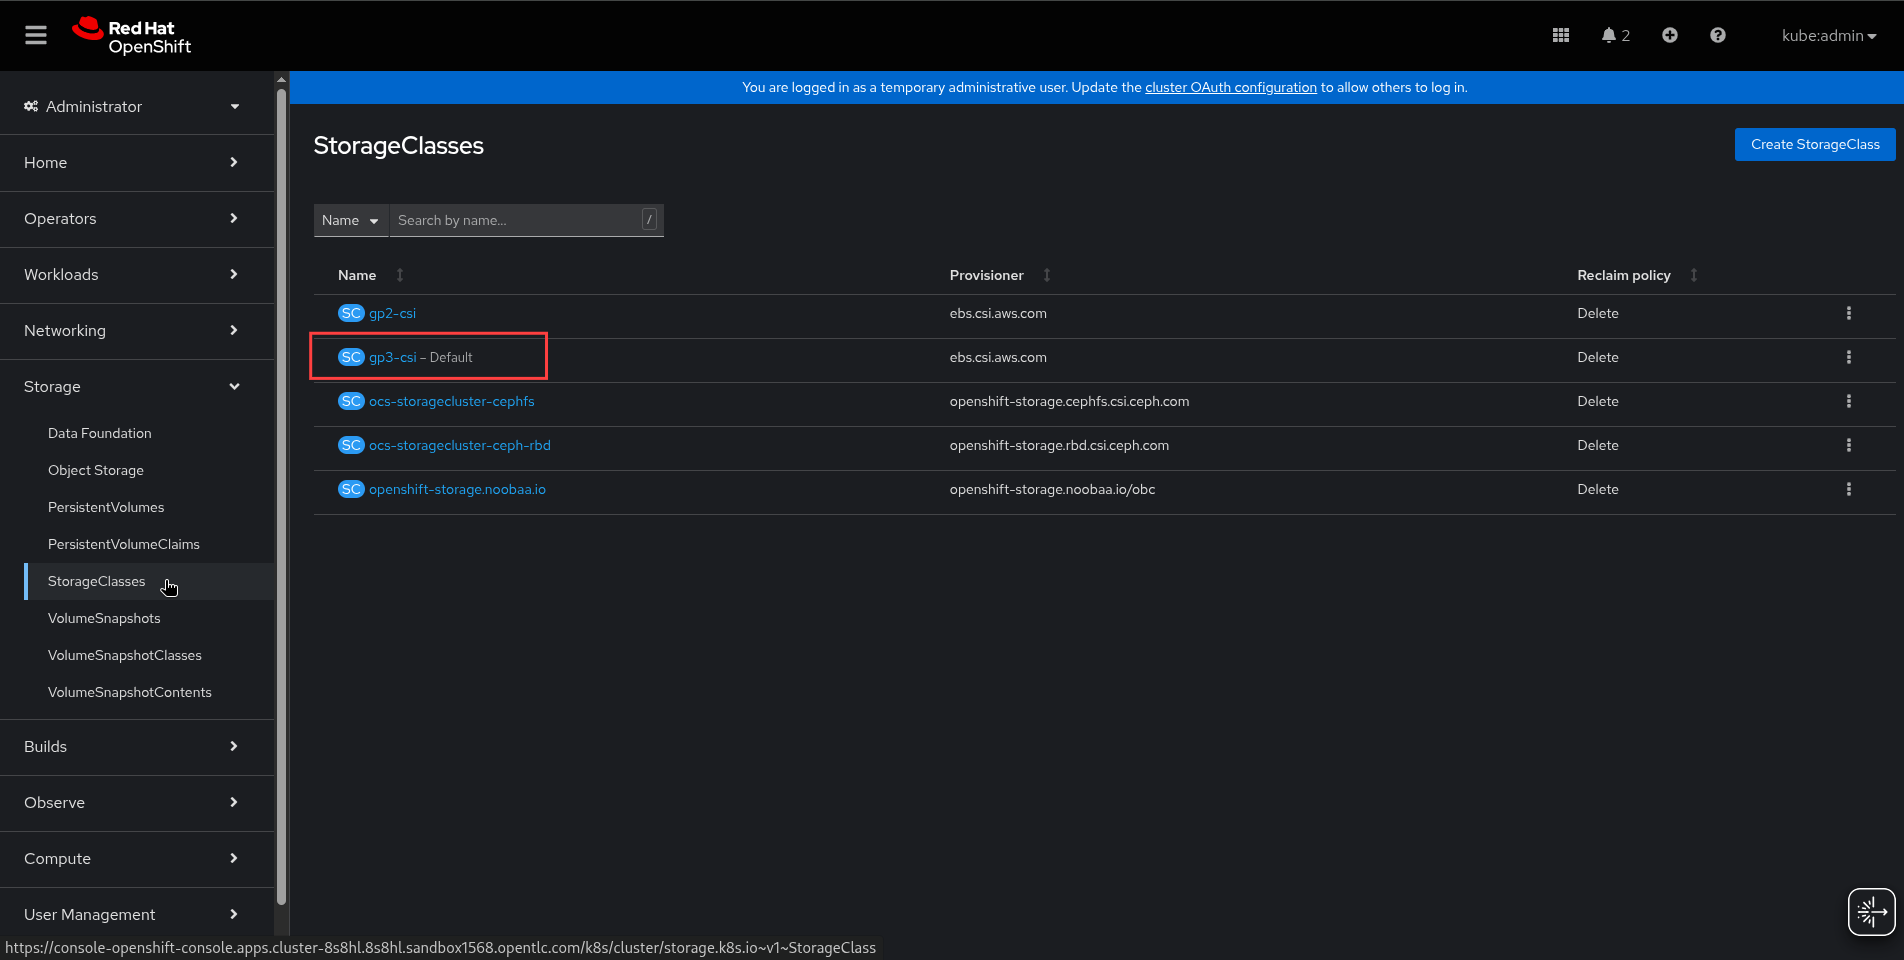 Red Hat
OpenShift
2
kube:admin
You are logged in as a temporary administrative user. Update the cluster OAuth configuration to allow others to log in.
Administrator
Home
Operators
Workloads
Networking
Storage
Data Foundation
Object Storage
PersistentVolumes
PersistentVolumeClaims
StorageClasses
VolumeSnapshots
VolumeSnapshotClasses
VolumeSnapshotContents
Builds
Observe
Compute
User Management
StorageClasses
Create StorageClass
Name Search by name... /
Name Provisioner Reclaim policy
SC gp2-csi ebs.csi.aws.com Delete
SC gp3-csi – Default ebs.csi.aws.com Delete
SC ocs-storagecluster-cephfs openshift-storage.cephfs.csi.ceph.com Delete
SC ocs-storagecluster-ceph-rbd openshift-storage.rbd.csi.ceph.com Delete
SC openshift-storage.noobaa.io openshift-storage.noobaa.io/obc Delete
https://console-openshift-console.apps.cluster-8s8hl.8s8hl.sandbox1568.opentlc.com/k8s/cluster/storage.k8s.io~v1~StorageClass